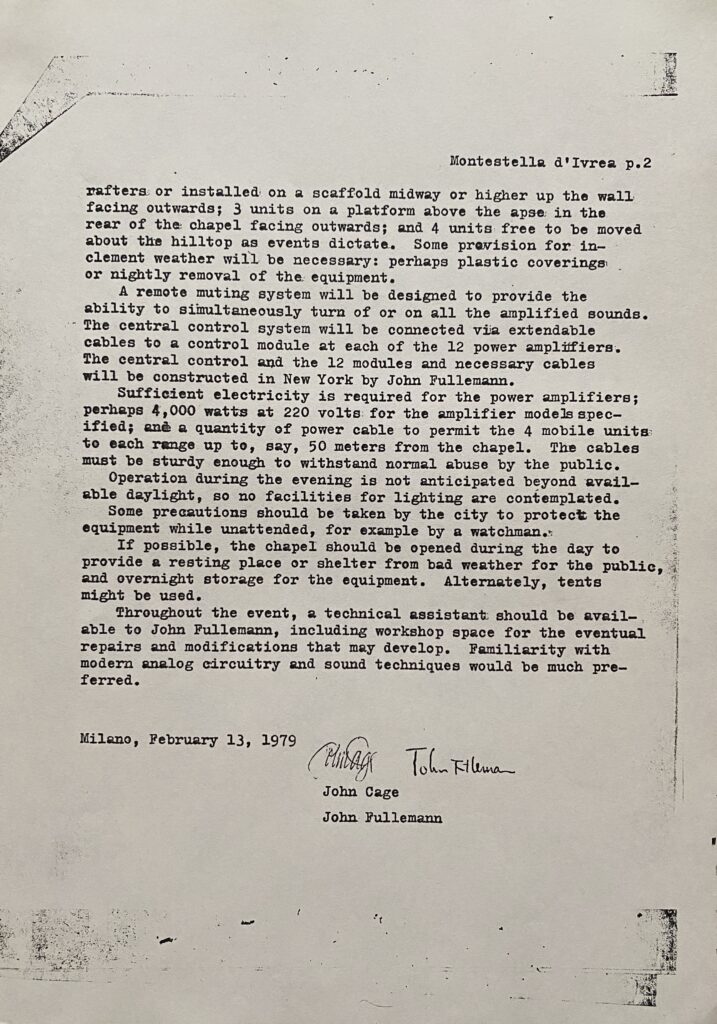 Montestella d'Ivrea p.2
rafters or installed on a scaffold midway or higher up the wall
facing outwards; 3 units on a platform above the apse in the
rear of the chapel facing outwards; and 4 units free to be moved
about the hilltop as events dictate. Some provision for in-
clement weather will be necessary: perhaps plastic coverings
or nightly removal of the equipment.
A remote muting system will be designed to provide the
ability to simultaneously turn of or on all the amplified sounds.
The central control system will be connected via extendable
cables to a control module at each of the 12 power amplifiers.
The central control and the 12 modules and necessary cables
will be constructed in New York by John Fullemann.
Sufficient electricity is required for the power amplifiers;
perhaps 4,000 watts at 220 volts for the amplifier models spec-
ified; and a quantity of power cable to permit the 4 mobile units
to each range up to, say, 50 meters from the chapel. The cables
must be sturdy enough to withstand normal abuse by the public.
Operation during the evening is not anticipated beyond avail-
able daylight, so no facilities for lighting are contemplated.
Some precautions should be taken by the city to protect the
equipment while unattended, for example by a watchman.
If possible, the chapel should be opened during the day to
provide a resting place or shelter from bad weather for the public,
and overnight storage for the equipment. Alternately, tents
might be used.
Throughout the event, a technical assistant should be avail-
able to John Fullemann, including workshop space for the eventual
repairs and modifications that may develop. Familiarity with
modern analog circuitry and sound techniques would be much pre-
ferred.
Milano, February 13, 1979
John Cage
John Fullemann